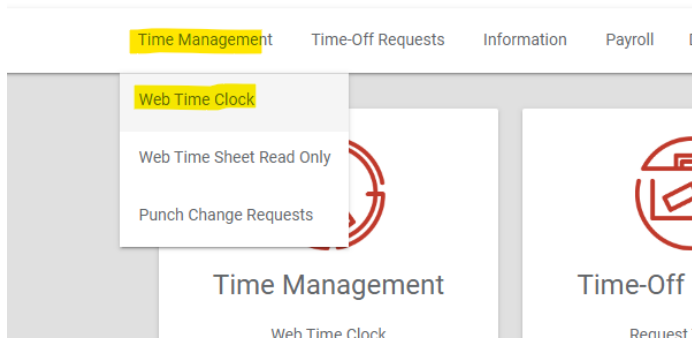 Time Management Time-Off Requests Information Payroll
Web Time Clock
Web Time Sheet Read Only
Punch Change Requests
Time Management Time-Off
Web Time Clock Request